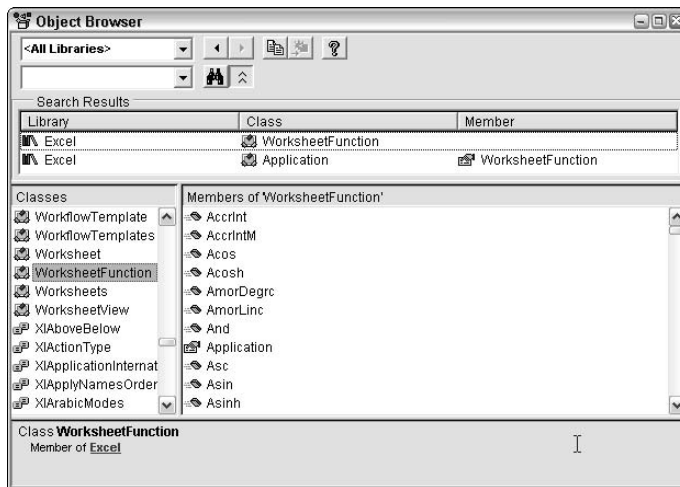 Object Browser
<All Libraries>
Search Results
Library Class Member
Excel WorksheetFunction
Excel Application WorksheetFunction
Classes
WorkflowTemplate
WorkflowTemplates
Worksheet
WorksheetFunction
Worksheets
WorksheetView
XlAboveBelow
XlActionType
XlApplicationInternat
XlApplyNamesOrder
XlArabicModes
Members of 'WorksheetFunction'
AccrInt
AccrIntM
Acos
Acosh
AmorDegrc
AmorLinc
And
Application
Asc
Asin
Asinh
Class WorksheetFunction
Member of Excel